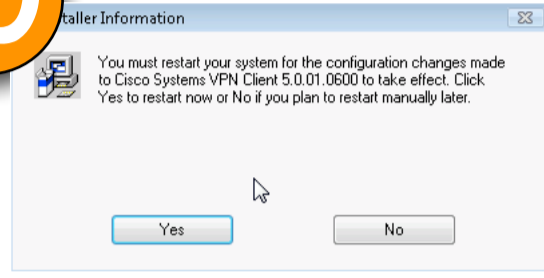 taller Information
You must restart your system for the configuration changes made
to Cisco Systems VPN Client 5.0.01.0600 to take effect. Click
Yes to restart now or No if you plan to restart manually later.
Yes
No